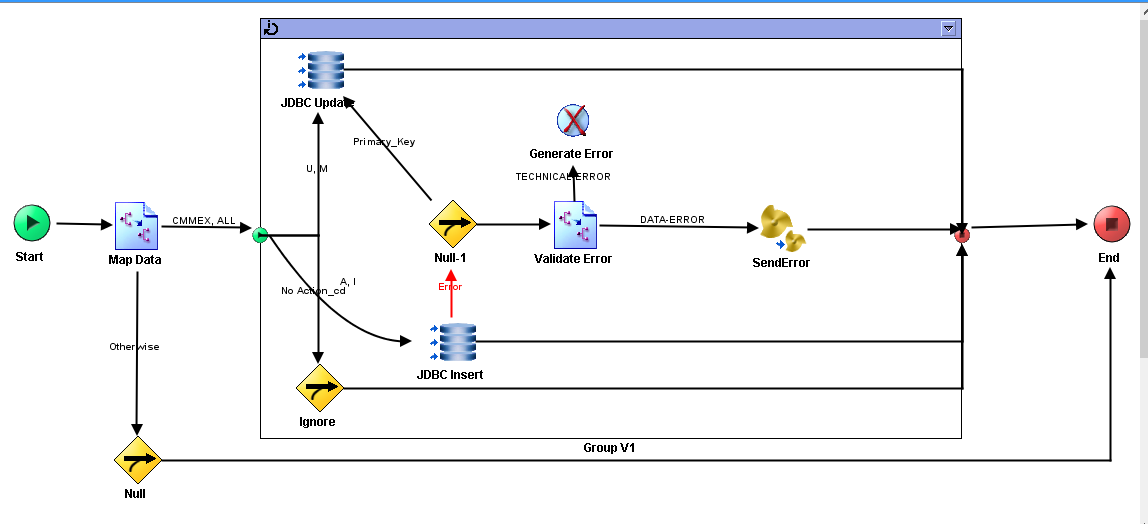 JDBC Update
Primary_Key
Generate Error
U, M
TECHNICAL-ERROR
CMMEX, ALL
DATA-ERROR
Start
Map Data
Null-1
Validate Error
SendError
End
No Action_cd
A, I
Error
Otherwise
JDBC Insert
Ignore
Group V1
Null